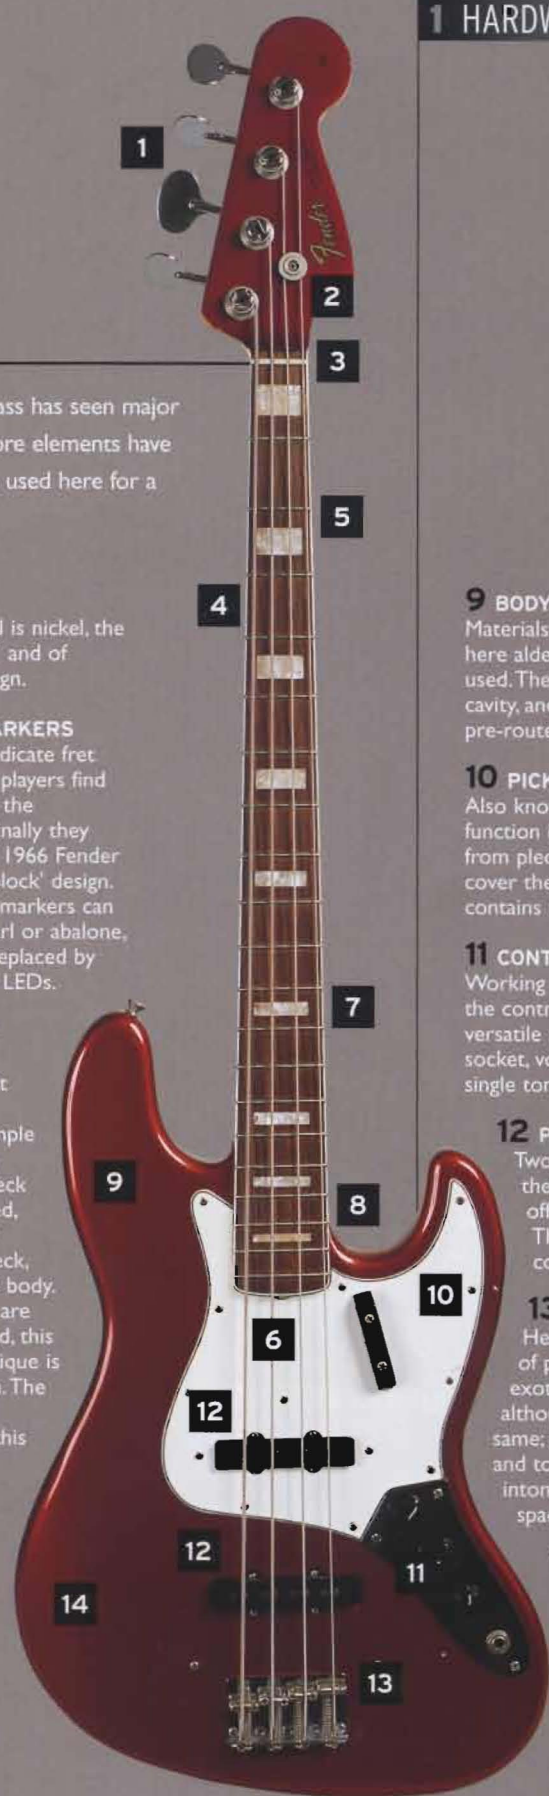 1 HARDW
1
Fender
2
3
ass has seen major
ore elements have
used here for a
5
4
l is nickel, the
and of
gn.
ARKERS
dicate fret
players find
the
nally they
1966 Fender
lock' design.
markers can
rl or abalone,
eplaced by
LEDs.
7
t
mple
eck
ed,
eck,
body.
are
d, this
ique is
. The
this
9
8
10
6
12
12
11
14
13
9 BODY
Materials
here alde
used. The
cavity, and
pre-route
10 PICK
Also kno
function
from plec
cover the
contains
11 CONT
Working
the contr
versatile
socket, vo
single ton
12 P
Two
the
off
Th
co
13
He
of p
exot
altho
same;
and to
inton
spac